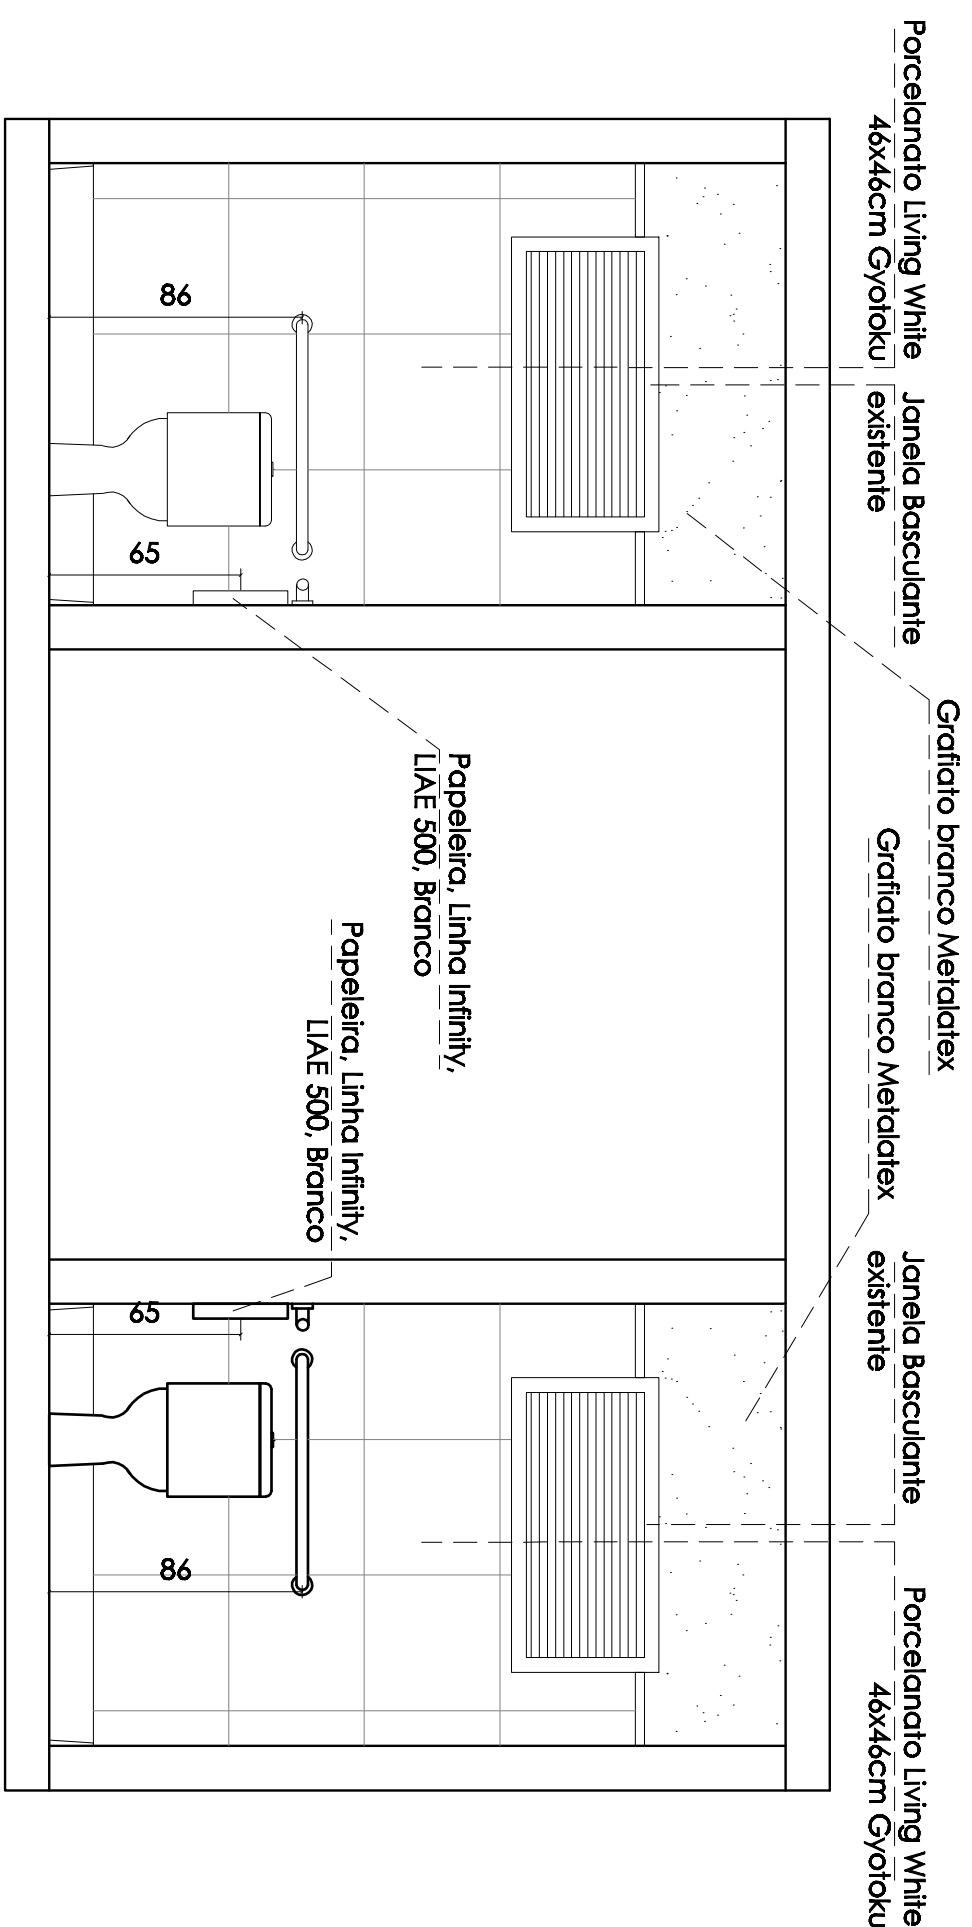 Porcelanato Living White
46x46cm Gyotoku
Janela Basculante
existente
Grafiato branco Metalatex
Grafiato branco Metalatex
Janela Basculante
existente
Porcelanato Living White
46x46cm Gyotoku
Papeleira, Linha Infinity,
LIAE 500, Branco
Papeleira, Linha Infinity,
LIAE 500, Branco
86
65
65
86